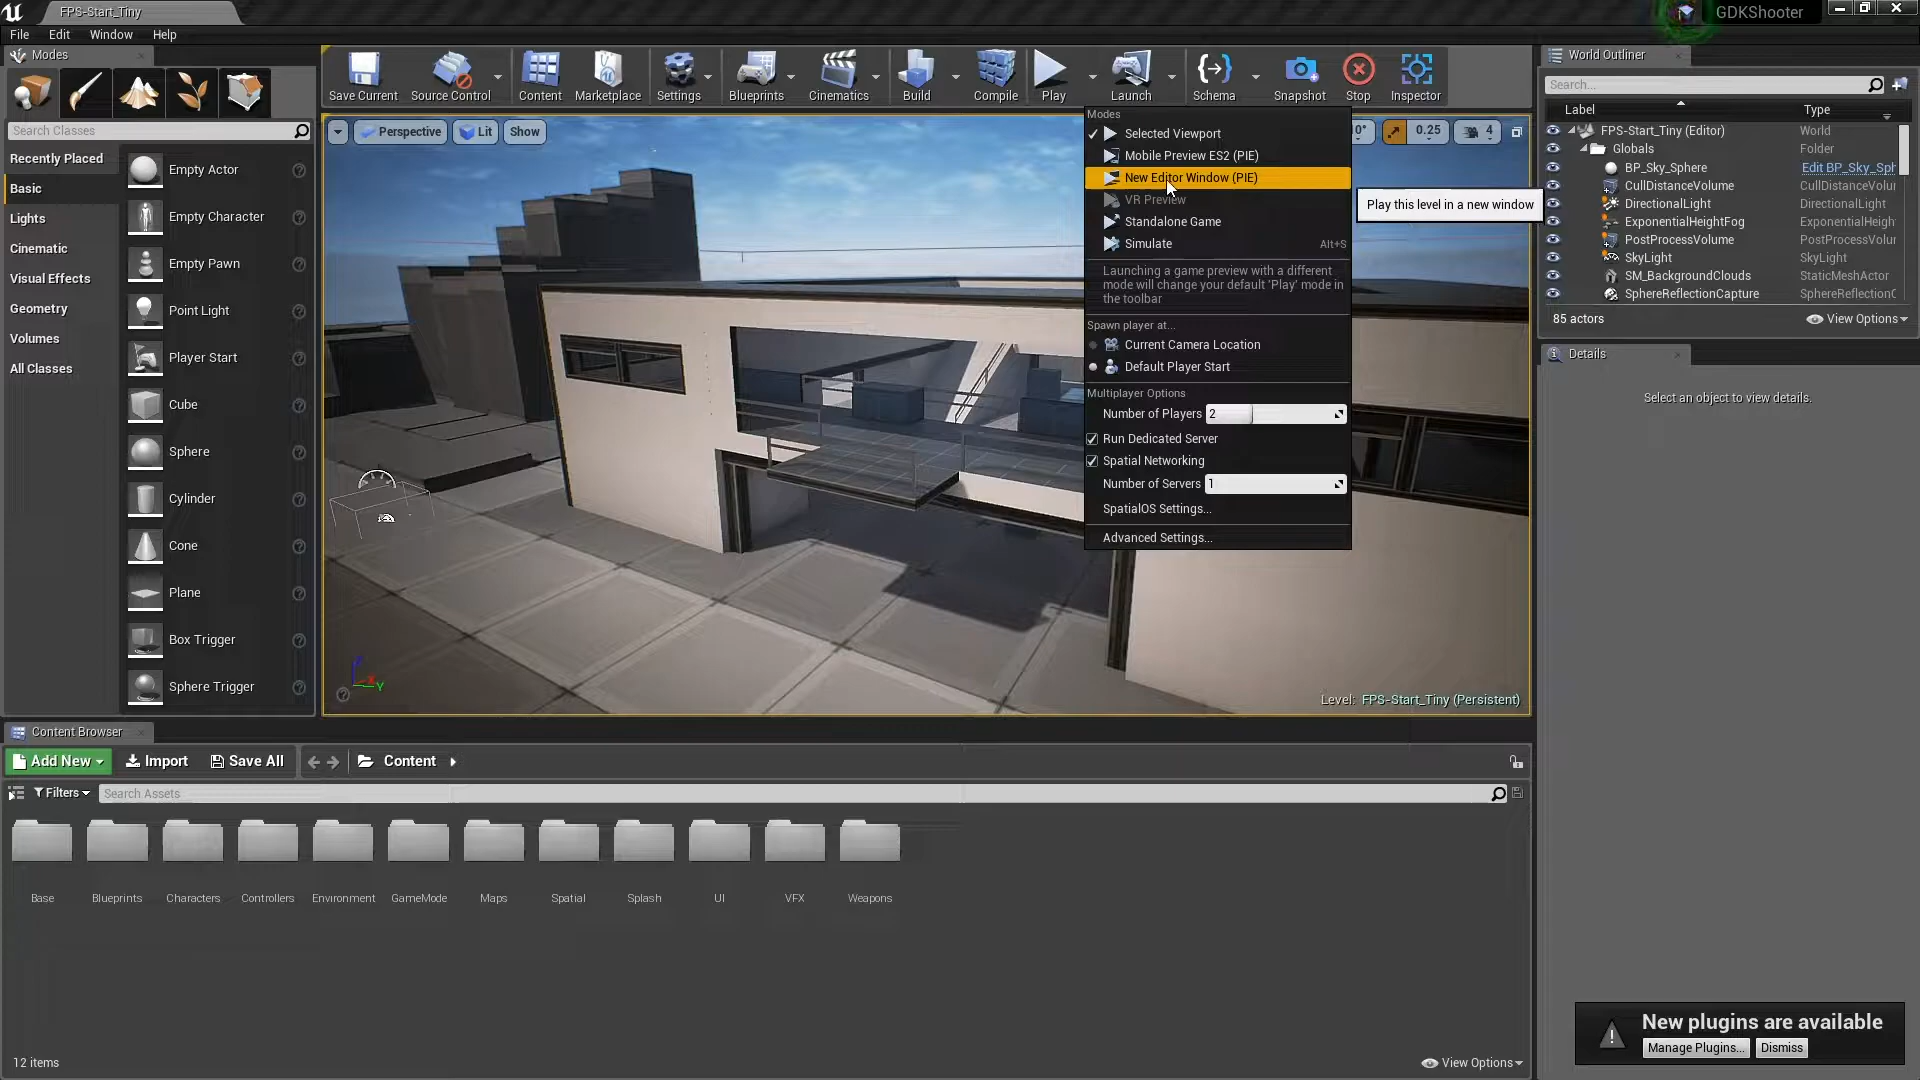 FPS-Start_Tiny
GDKShooter
File Edit Window Help
Modes
Save Current
Source Control
Content
Marketplace
Settings
Blueprints
Cinematics
Build
Compile
Play
Launch
Schema
Snapshot
Stop
Inspector
Search Classes
Recently Placed
Basic
Lights
Cinematic
Visual Effects
Geometry
Volumes
All Classes
Empty Actor
Empty Character
Empty Pawn
Point Light
Player Start
Cube
Sphere
Cylinder
Cone
Plane
Box Trigger
Sphere Trigger
Perspective
Lit
Show
10°
0.25
4
Modes
Selected Viewport
Mobile Preview ES2 (PIE)
New Editor Window (PIE)
VR Preview
Standalone Game
Simulate Alt+S
Launching a game preview with a different
mode will change your default 'Play' mode in
the toolbar
Spawn player at...
Current Camera Location
Default Player Start
Multiplayer Options
Number of Players 2
Run Dedicated Server
Spatial Networking
Number of Servers 1
SpatialOS Settings...
Advanced Settings...
Play this level in a new window
Level: FPS-Start_Tiny (Persistent)
World Outliner
Search...
Label Type
FPS-Start_Tiny (Editor) World
Globals Folder
BP_Sky_Sphere Edit BP_Sky_Sph
CullDistanceVolume CullDistanceVolur
DirectionalLight DirectionalLight
ExponentialHeightFog ExponentialHeigh
PostProcessVolume PostProcessVolur
SkyLight SkyLight
SM_BackgroundClouds StaticMeshActor
SphereReflectionCapture SphereReflectionC
85 actors View Options
Details
Select an object to view details.
Content Browser
Add New Import Save All Content
Filters Search Assets
Base
Blueprints
Characters
Controllers
Environment
GameMode
Maps
Spatial
Splash
UI
VFX
Weapons
12 items
View Options
New plugins are available
Manage Plugins... Dismiss